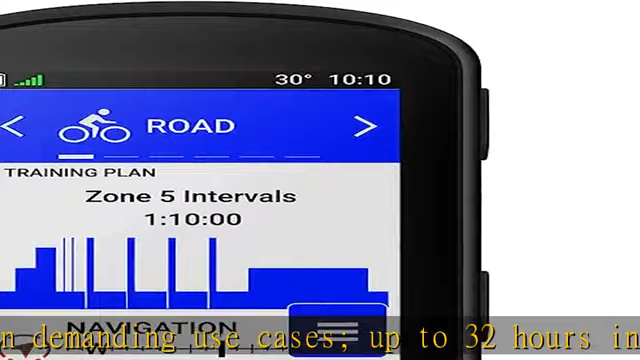 30° 10:10
ROAD
TRAINING PLAN
Zone 5 Intervals
1:10:00
NAVIGATION
W
n demanding use cases; up to 32 hours in